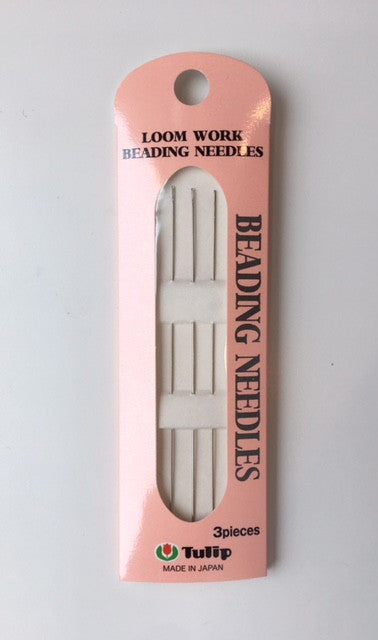 LOOM WORK
BEADING NEEDLES
BEADING NEEDLES
3pieces
Tulip
MADE IN JAPAN